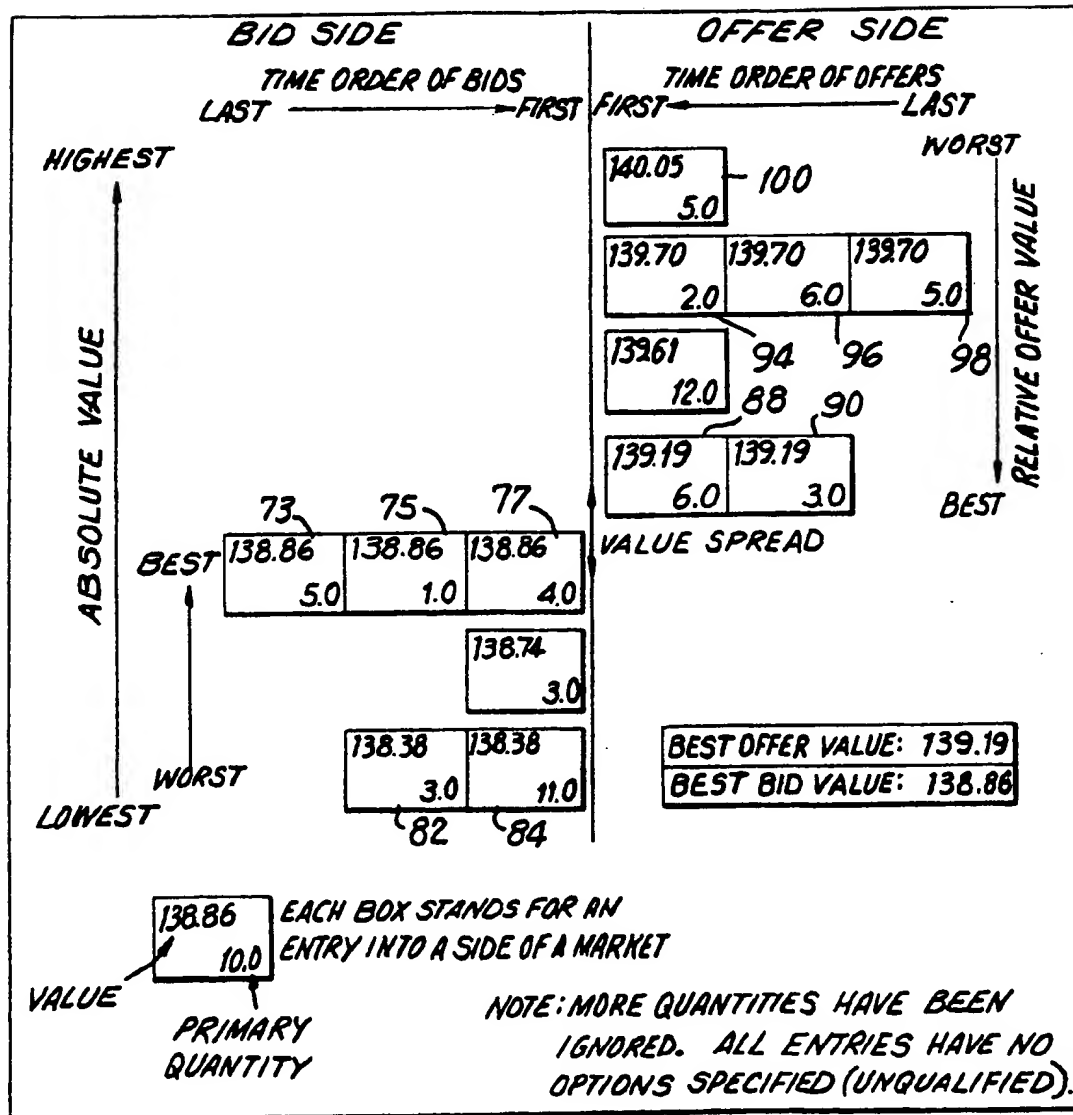 BID SIDE
OFFER SIDE
TIME ORDER OF BIDS
TIME ORDER OF OFFERS
LAST
FIRST
FIRST
LAST
HIGHEST
WORST
140.05
5.0
100
139.70
139.70
139.70
2.0
6.0
5.0
94
96
98
139.61
12.0
88
90
139.19
139.19
6.0
3.0
RELATIVE OFFER VALUE
BEST
ABSOLUTE VALUE
73
75
77
VALUE SPREAD
BEST
138.86
138.86
138.86
5.0
1.0
4.0
138.74
3.0
138.38
138.38
3.0
11.0
WORST
LOWEST
82
84
BEST OFFER VALUE: 139.19
BEST BID VALUE: 138.86
138.86
10.0
EACH BOX STANDS FOR AN
ENTRY INTO A SIDE OF A MARKET
VALUE
PRIMARY
QUANTITY
NOTE: MORE QUANTITIES HAVE BEEN
IGNORED. ALL ENTRIES HAVE NO
OPTIONS SPECIFIED (UNQUALIFIED).